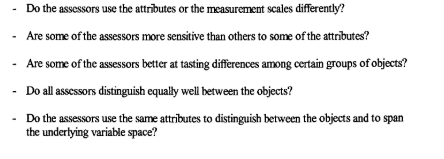 - Do the assessors use the attributes or the measurement scales differently?
- Are some of the assessors more sensitive than others to some of the attributes?
- Are some of the assessors better at tasting differences among certain groups of objects?
- Do all assessors distinguish equally well between the objects?
- Do the assessors use the same attributes to distinguish between the objects and to span
the underlying variable space?